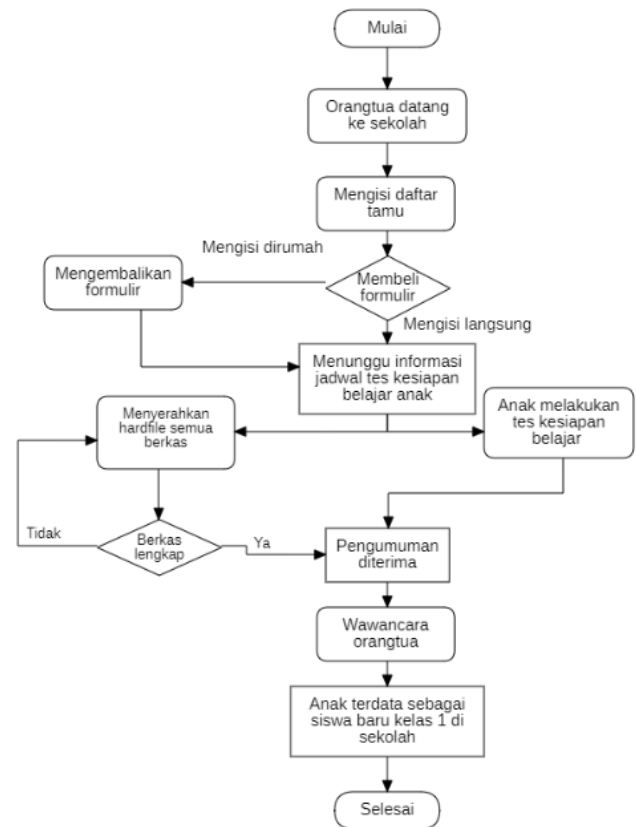 Mulai
Orangtua datang
ke sekolah
Mengisi daftar
tamu
Mengisi dirumah
Mengembalikan
formulir
Membeli
formulir
Mengisi langsung
Menunggu informasi
jadwal tes kesiapan
belajar anak
Menyerahkan
hardfile semua
berkas
Anak melakukan
tes kesiapan
belajar
Tidak
Berkas
lengkap
Ya
Pengumuman
diterima
Wawancara
orangtua
Anak terdata sebagai
siswa baru kelas 1 di
sekolah
Selesai